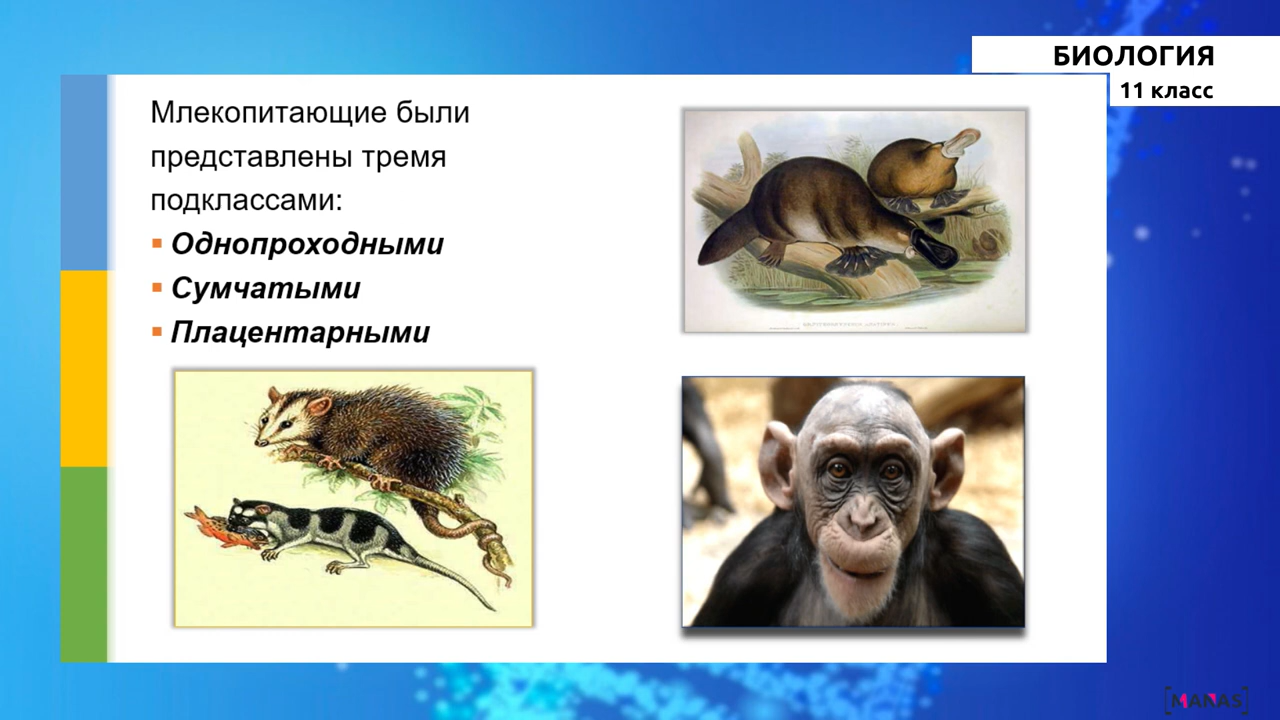 БИОЛОГИЯ
11 класс
Млекопитающие были
представлены тремя
подклассами:
Однопроходными
Сумчатыми
Плацентарными
[MANAS]